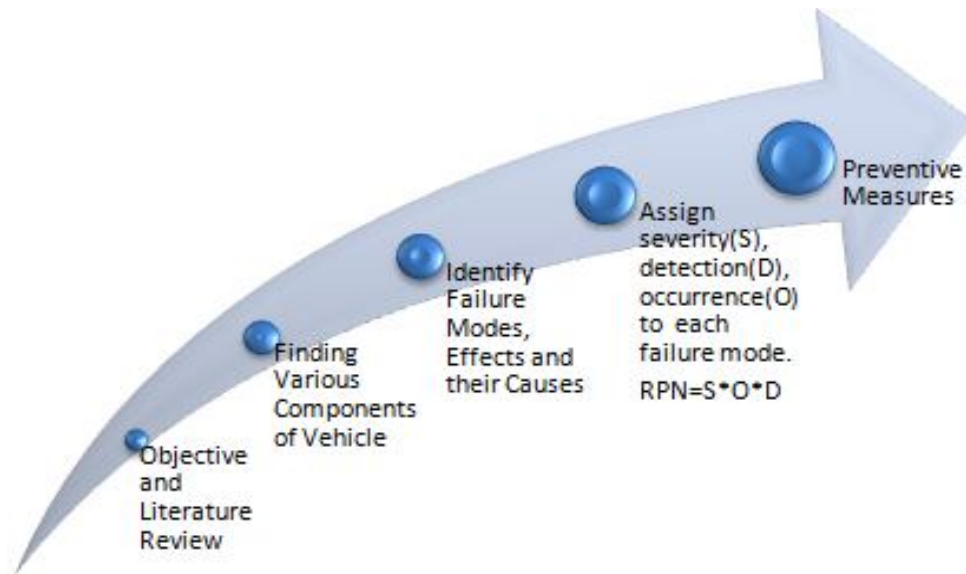 Objective
and
Literature
Review
Finding
Various
Components
of Vehicle
Identify
Failure
Modes,
Effects and
their Causes
Assign
severity(S),
detection(D),
occurrence(O)
to each
failure mode.
RPN=S*O*D
Preventive
Measures